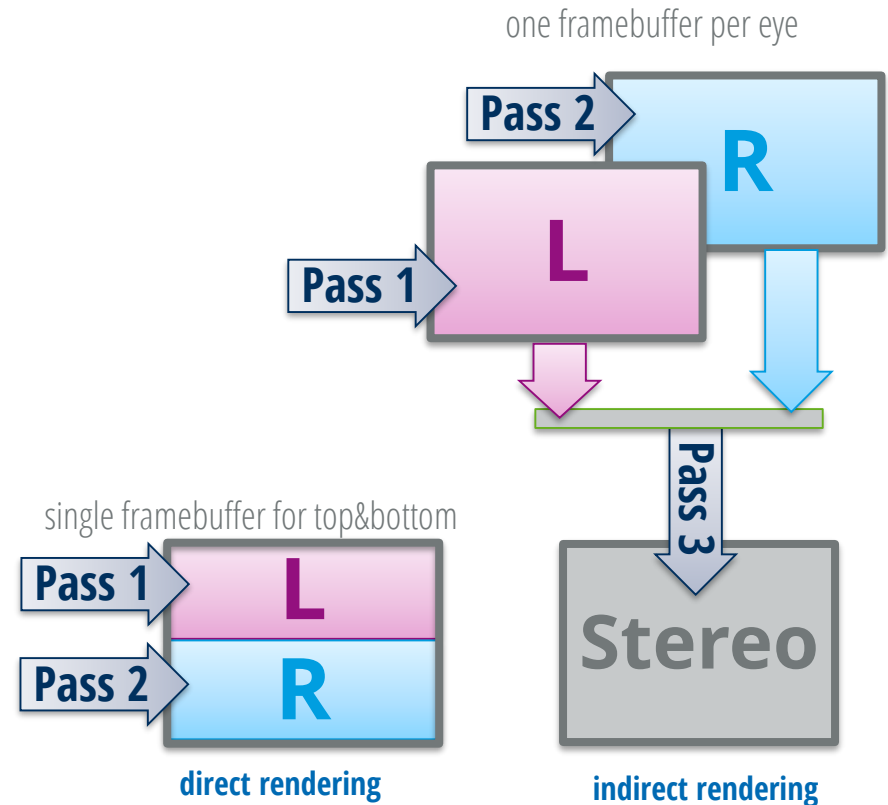 one framebuffer per eye
Pass 2
R
L
Pass 1
Pass 3
single framebuffer for top&bottom
Pass 1
L
Pass 2
R
Stereo
direct rendering
indirect rendering